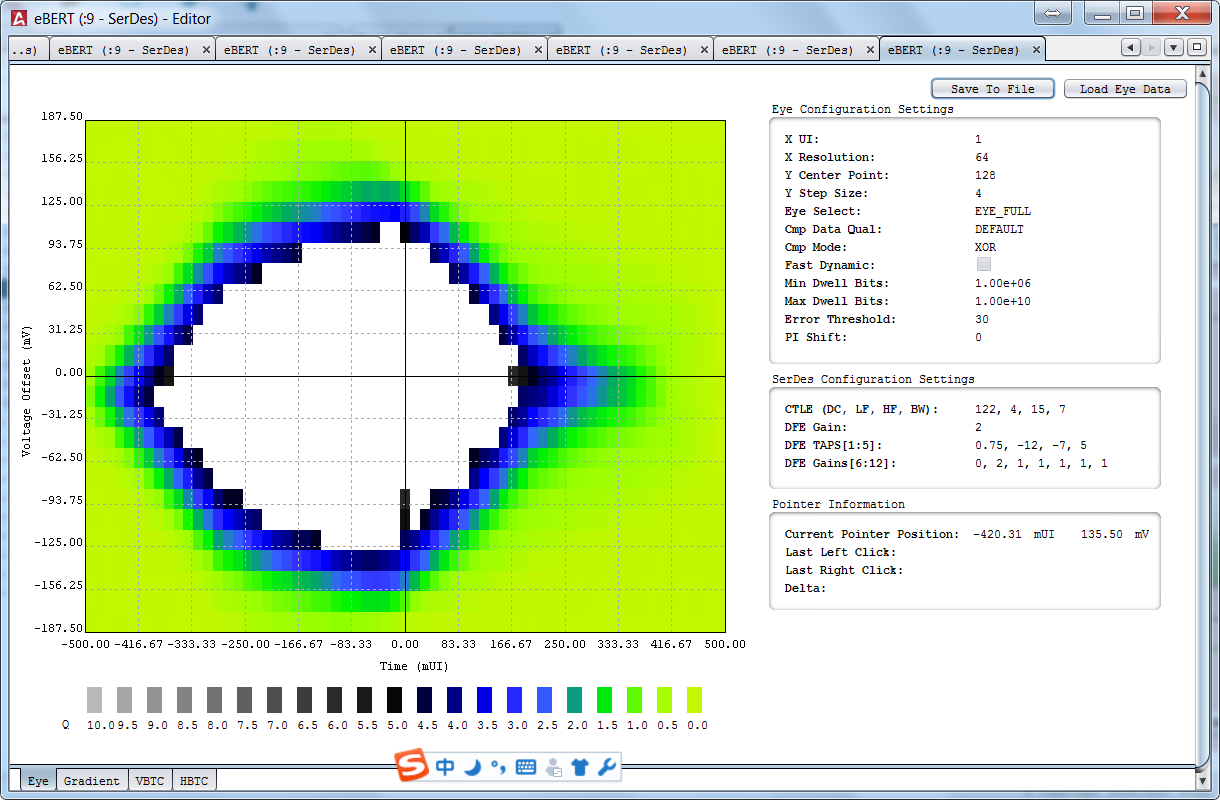 eBERT (:9 - SerDes) - Editor
..s) eBERT (:9 - SerDes) eBERT (:9 - SerDes) eBERT (:9 - SerDes) eBERT (:9 - SerDes) eBERT (:9 - SerDes) eBERT (:9 - SerDes)
Save To File Load Eye Data
187.50
156.25
125.00
93.75
62.50
31.25
0.00
-31.25
-62.50
-93.75
-125.00
-156.25
-187.50
Voltage Offset (mV)
-500.00 -416.67 -333.33 -250.00 -166.67 -83.33 0.00 83.33 166.67 250.00 333.33 416.67 500.00
Time (mUI)
Q 10.0 9.5 9.0 8.5 8.0 7.5 7.0 6.5 6.0 5.5 5.0 4.5 4.0 3.5 3.0 2.5 2.0 1.5 1.0 0.5 0.0
Eye Configuration Settings
X UI: 1
X Resolution: 64
Y Center Point: 128
Y Step Size: 4
Eye Select: EYE_FULL
Cmp Data Qual: DEFAULT
Cmp Mode: XOR
Fast Dynamic:
Min Dwell Bits: 1.00e+06
Max Dwell Bits: 1.00e+10
Error Threshold: 30
PI Shift: 0
SerDes Configuration Settings
CTLE (DC, LF, HF, BW): 122, 4, 15, 7
DFE Gain: 2
DFE TAPS[1:5]: 0.75, -12, -7, 5
DFE Gains[6:12]: 0, 2, 1, 1, 1, 1, 1
Pointer Information
Current Pointer Position: -420.31 mUI 135.50 mV
Last Left Click:
Last Right Click:
Delta:
中
Eye Gradient VBTC HBTC